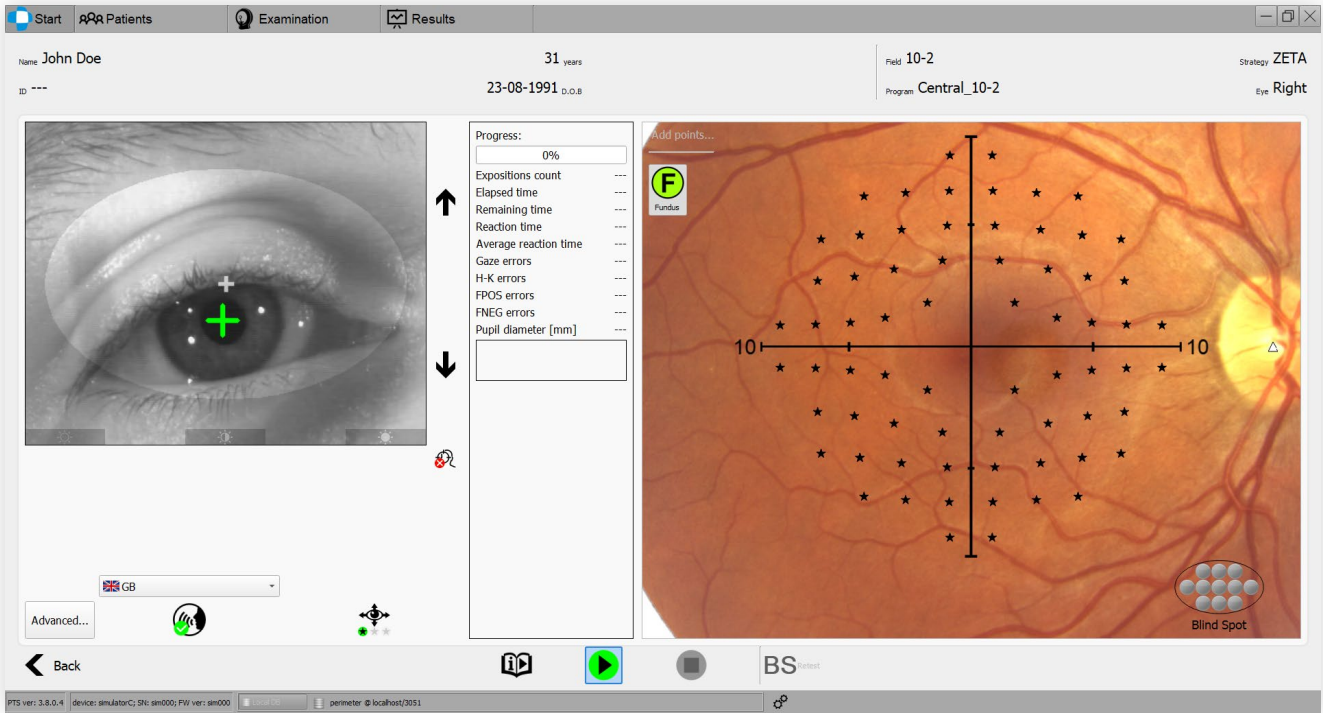 Start Patients Examination Results
Name John Doe 31 years Field 10-2 Strategy ZETA
ID --- 23-08-1991 D.O.B Program Central_10-2 Eye Right
Progress:
0%
Expositions count ---
Elapsed time ---
Remaining time ---
Reaction time ---
Average reaction time ---
Gaze errors ---
H-K errors ---
FPOS errors ---
FNEG errors ---
Pupil diameter [mm] ---
Add points...
F
Fundus
10 10
Blind Spot
GB
Advanced...
Back
BS Retest
PTS ver: 3.8.0.4 device: simulatorC; SN: sim000; FW ver: sim000 Local DB perimeter @ localhost/3051